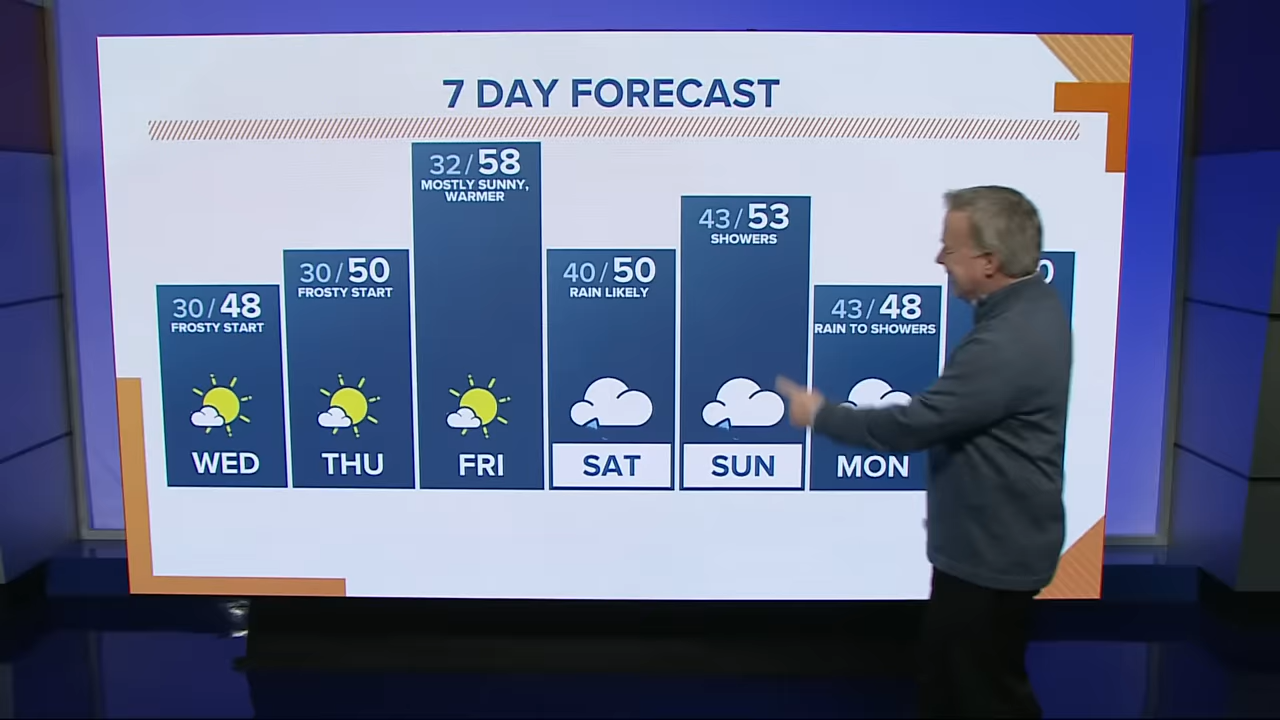 7 DAY FORECAST
30/48
FROSTY START
WED
30/50
FROSTY START
THU
32/58
MOSTLY SUNNY,
WARMER
FRI
40/50
RAIN LIKELY
SAT
43/53
SHOWERS
SUN
43/48
RAIN TO SHOWERS
MON
0